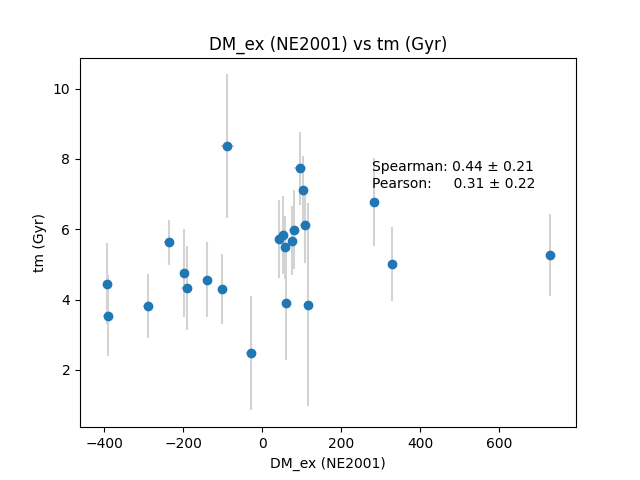 DM_ex (NE2001) vs tm (Gyr)
10
8
6
4
2
tm (Gyr)
Spearman: 0.44 ± 0.21
Pearson: 0.31 ± 0.22
−400
−200
0
200
400
600
DM_ex (NE2001)